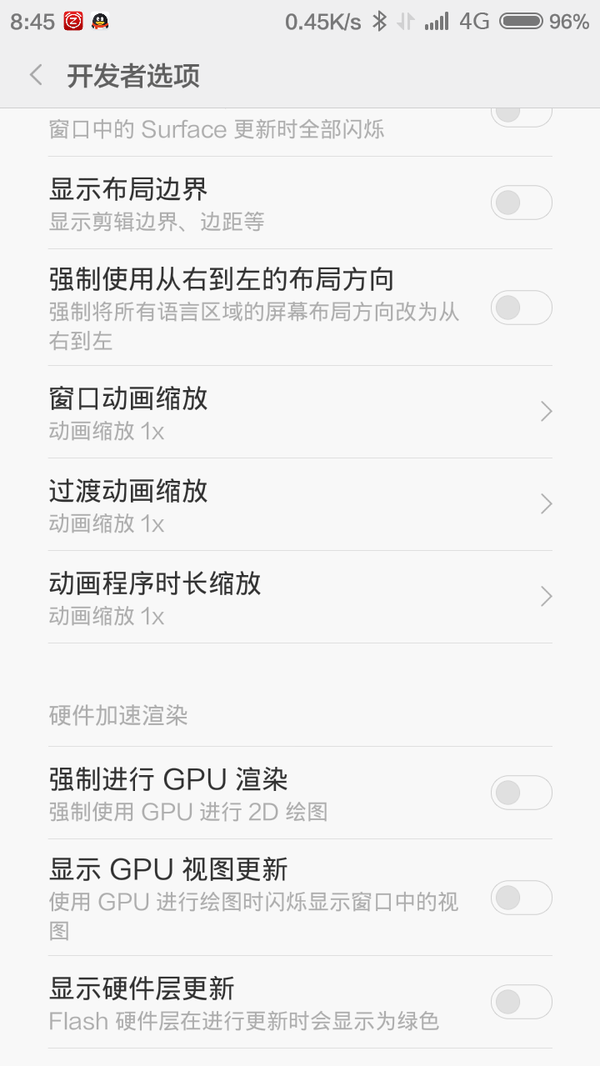 8:45 0.45K/s 4G 96%
开发者选项
窗口中的 Surface 更新时全部闪烁
显示布局边界
显示剪辑边界、边距等
强制使用从右到左的布局方向
强制将所有语言区域的屏幕布局方向改为从
右到左
窗口动画缩放
动画缩放 1x
过渡动画缩放
动画缩放 1x
动画程序时长缩放
动画缩放 1x
硬件加速渲染
强制进行 GPU 渲染
强制使用 GPU 进行 2D 绘图
显示 GPU 视图更新
使用 GPU 进行绘图时闪烁显示窗口中的视
图
显示硬件层更新
Flash 硬件层在进行更新时会显示为绿色